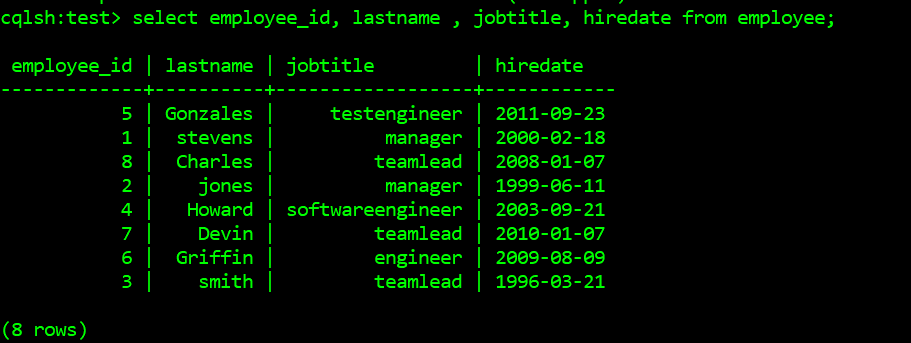 cqlsh:test> select employee_id, lastname , jobtitle, hiredate from employee;
 employee_id | lastname | jobtitle         | hiredate
-------------+----------+------------------+------------
           5 | Gonzales |     testengineer | 2011-09-23
           1 |  stevens |          manager | 2000-02-18
           8 |  Charles |         teamlead | 2008-01-07
           2 |    jones |          manager | 1999-06-11
           4 |   Howard | softwareengineer | 2003-09-21
           7 |    Devin |         teamlead | 2010-01-07
           6 |  Griffin |         engineer | 2009-08-09
           3 |    smith |         teamlead | 1996-03-21
(8 rows)